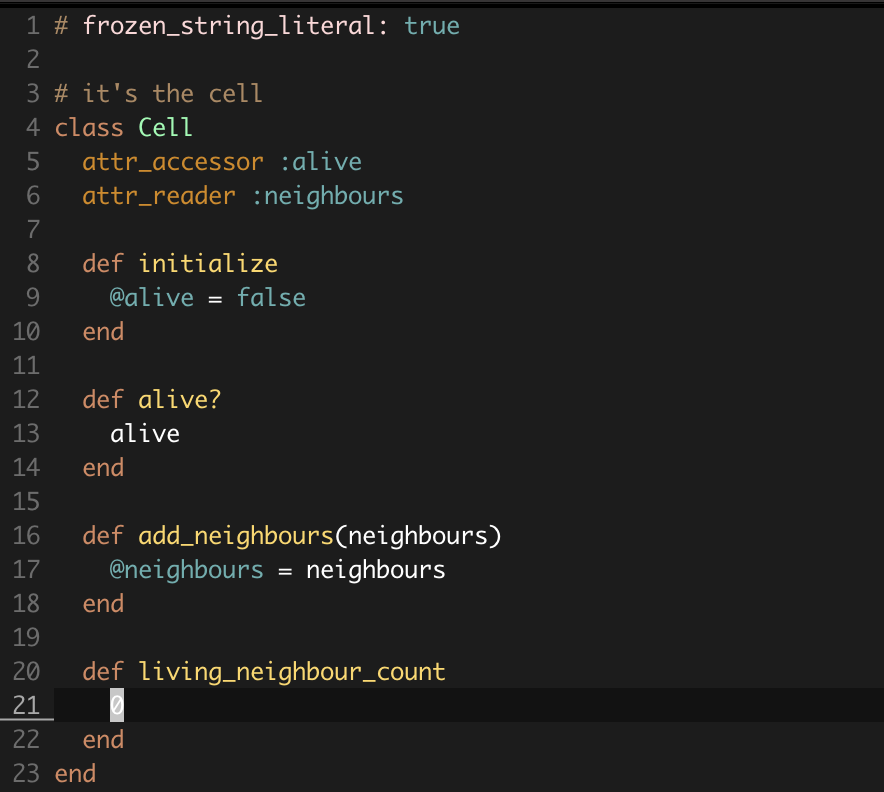 1 # frozen_string_literal: true
2
3 # it's the cell
4 class Cell
5   attr_accessor :alive
6   attr_reader :neighbours
7
8   def initialize
9     @alive = false
10   end
11
12   def alive?
13     alive
14   end
15
16   def add_neighbours(neighbours)
17     @neighbours = neighbours
18   end
19
20   def living_neighbour_count
21     0
22   end
23 end